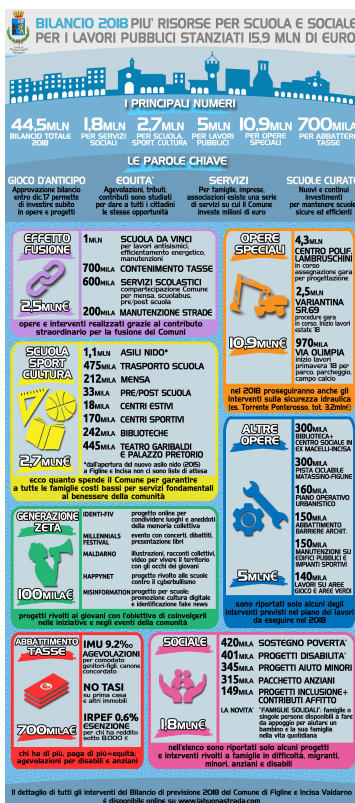 BILANCIO 2018 PIU' RISORSE PER SCUOLA E SOCIALE
PER I LAVORI PUBBLICI STANZIATI 15,9 MLN DI EURO
I PRINCIPALI NUMERI
44,5MLN
BILANCIO TOTALE
2018
1,8MLN
PER SERVIZI
SOCIALI
2,7MLN
PER SCUOLA,
SPORT, CULTURA
5MLN
PER LAVORI
PUBBLICI
10,9MLN
PER OPERE
SPECIALI
700MILA
PER ABBATTERE
TASSE
LE PAROLE CHIAVE
GIOCO D'ANTICIPO
Approvazione bilancio
entro dic.17 permette
di investire subito
in opere e progetti
EQUITA'
Agevolazioni, tributi,
contributi sono studiati
per dare a tutti i cittadini
le stesse opportunità
SERVIZI
Per famiglie, imprese,
associazioni esiste una serie
di servizi su cui il Comune
investe milioni di euro
SCUOLE CURATE
Nuovi e continui
investimenti
per mantenere scuole
sicure ed efficienti
EFFETTO
FUSIONE
2,5MLN€
1MLN SCUOLA DA VINCI
per lavori antisismici,
efficientamento energetico,
manutenzioni
700MILA CONTENIMENTO TASSE
600MILA SERVIZI SCOLASTICI
compartecipazione Comune
per mensa, scuolabus,
pre/post scuola
200MILA MANUTENZIONE STRADE
opere e interventi realizzati grazie al contributo
straordinario per la fusione dei Comuni
OPERE
SPECIALI
10,9MLN€
4,3MLN
CENTRO POLIF.
LAMBRUSCHINI
in corso
assegnazione gara
per progettazione
2,5MLN
VARIANTINA
SR.69
procedure gara
in corso. Inizio lavori
estate 18
970MILA
VIA OLIMPIA
inizio lavori
primavera 18 per
parco, parcheggio,
campo calcio
nel 2018 proseguiranno anche gli
interventi sulla sicurezza idraulica
(es. Torrente Ponterosso, tot. 3,2mln€)
SCUOLA
SPORT
CULTURA
2,7MLN€
1,1MLN ASILI NIDO*
475MILA TRASPORTO SCUOLA
212MILA MENSA
33MILA PRE/POST SCUOLA
18MILA CENTRI ESTIVI
170MILA CENTRI SPORTIVI
242MILA BIBLIOTECHE
445MILA TEATRO GARIBALDI
E PALAZZO PRETORIO
*dall'apertura del nuovo asilo nido (2015)
a Figline e Incisa non ci sono liste di attesa
ecco quanto spende il Comune per garantire
a tutte le famiglie costi bassi per servizi fondamentali
al benessere della comunità
ALTRE
OPERE
5MLN€
300MILA
BIBLIOTECA+
CENTRO SOCIALE IN
EX MACELLI-INCISA
300MILA
PISTA CICLABILE
MATASSINO-FIGLINE
160MILA
PIANO OPERATIVO
URBANISTICO
150MILA
ABBATTIMENTO
BARRIERE ARCHIT.
150MILA
MANUTENZIONI SU
EDIFICI PUBBLICI E
IMPIANTI SPORTIVI
140MILA
LAVORI SU AREE
GIOCO E AREE VERDI
sono riportati solo alcuni degli
interventi previsti nel piano dei lavori
da eseguire nel 2018
GENERAZIONE
ZETA
100MILA€
IDENTI-FIV progetto online per
condividere luoghi e aneddoti
della memoria collettiva
MILLENNIALS
FESTIVAL
evento con concerti, dibattiti,
presentazione libri
MALDARNO illustrazioni, racconti collettivi,
video per vivere il territorio
con gli occhi dei giovani
HAPPYNET progetto rivolto alle scuole
contro il cyberbullismo
MISINFORMATION progetto per scuole:
promozione cultura digitale
e identificazione fake news
progetti rivolti ai giovani con l'obiettivo di coinvolgerli
nelle iniziative e negli eventi della comunità
ABBATTIMENTO
TASSE
700MILA€
IMU 9.2‰
AGEVOLAZIONI
per comodato
genitori-figli, canone
concordato
NO TASI
su prima casa
e altri immobili
IRPEF 0.6%
ESENZIONE
per chi ha reddito
sotto 8.000 €
chi ha di più, paga di più=equità;
agevolazioni per disabili e anziani
SOCIALE
1,8MLN€
420MILA SOSTEGNO POVERTA'
401MILA PROGETTI DISABILITA'
345MILA PROGETTI AIUTO MINORI
315MILA PACCHETTO ANZIANI
149MILA PROGETTI INCLUSIONE+
CONTRIBUTI AFFITTO
LA NOVITA' "FAMIGLIE SOLIDALI": famiglie o
singole persone disponibili a fare
da appoggio per aiutare un
bambino e la sua famiglia
nella vita quotidiana
nell'elenco sono riportati solo alcuni progetti
e interventi rivolti a famiglie in difficoltà, migranti,
minori, anziani e disabili
Il dettaglio di tutti gli interventi del Bilancio di previsione 2018 del Comune di Figline e Incisa Valdarno
è disponibile online su www.labuonastrada.com